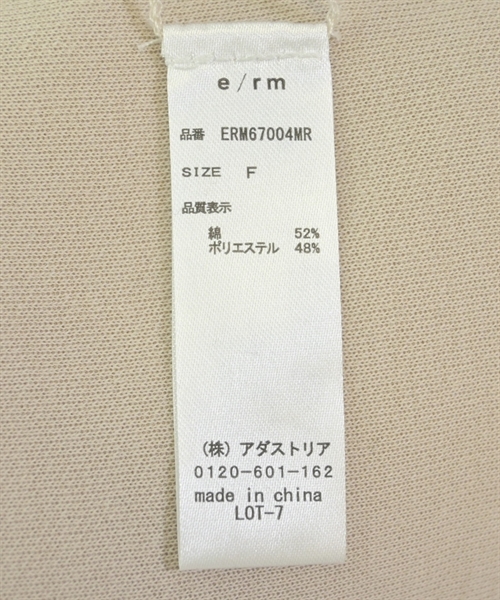 e/rm
品番 ERM67004MR
SIZE F
品質表示
綿 52%
ポリエステル 48%
(株)アダストリア
0120-601-162
made in china
LOT-7